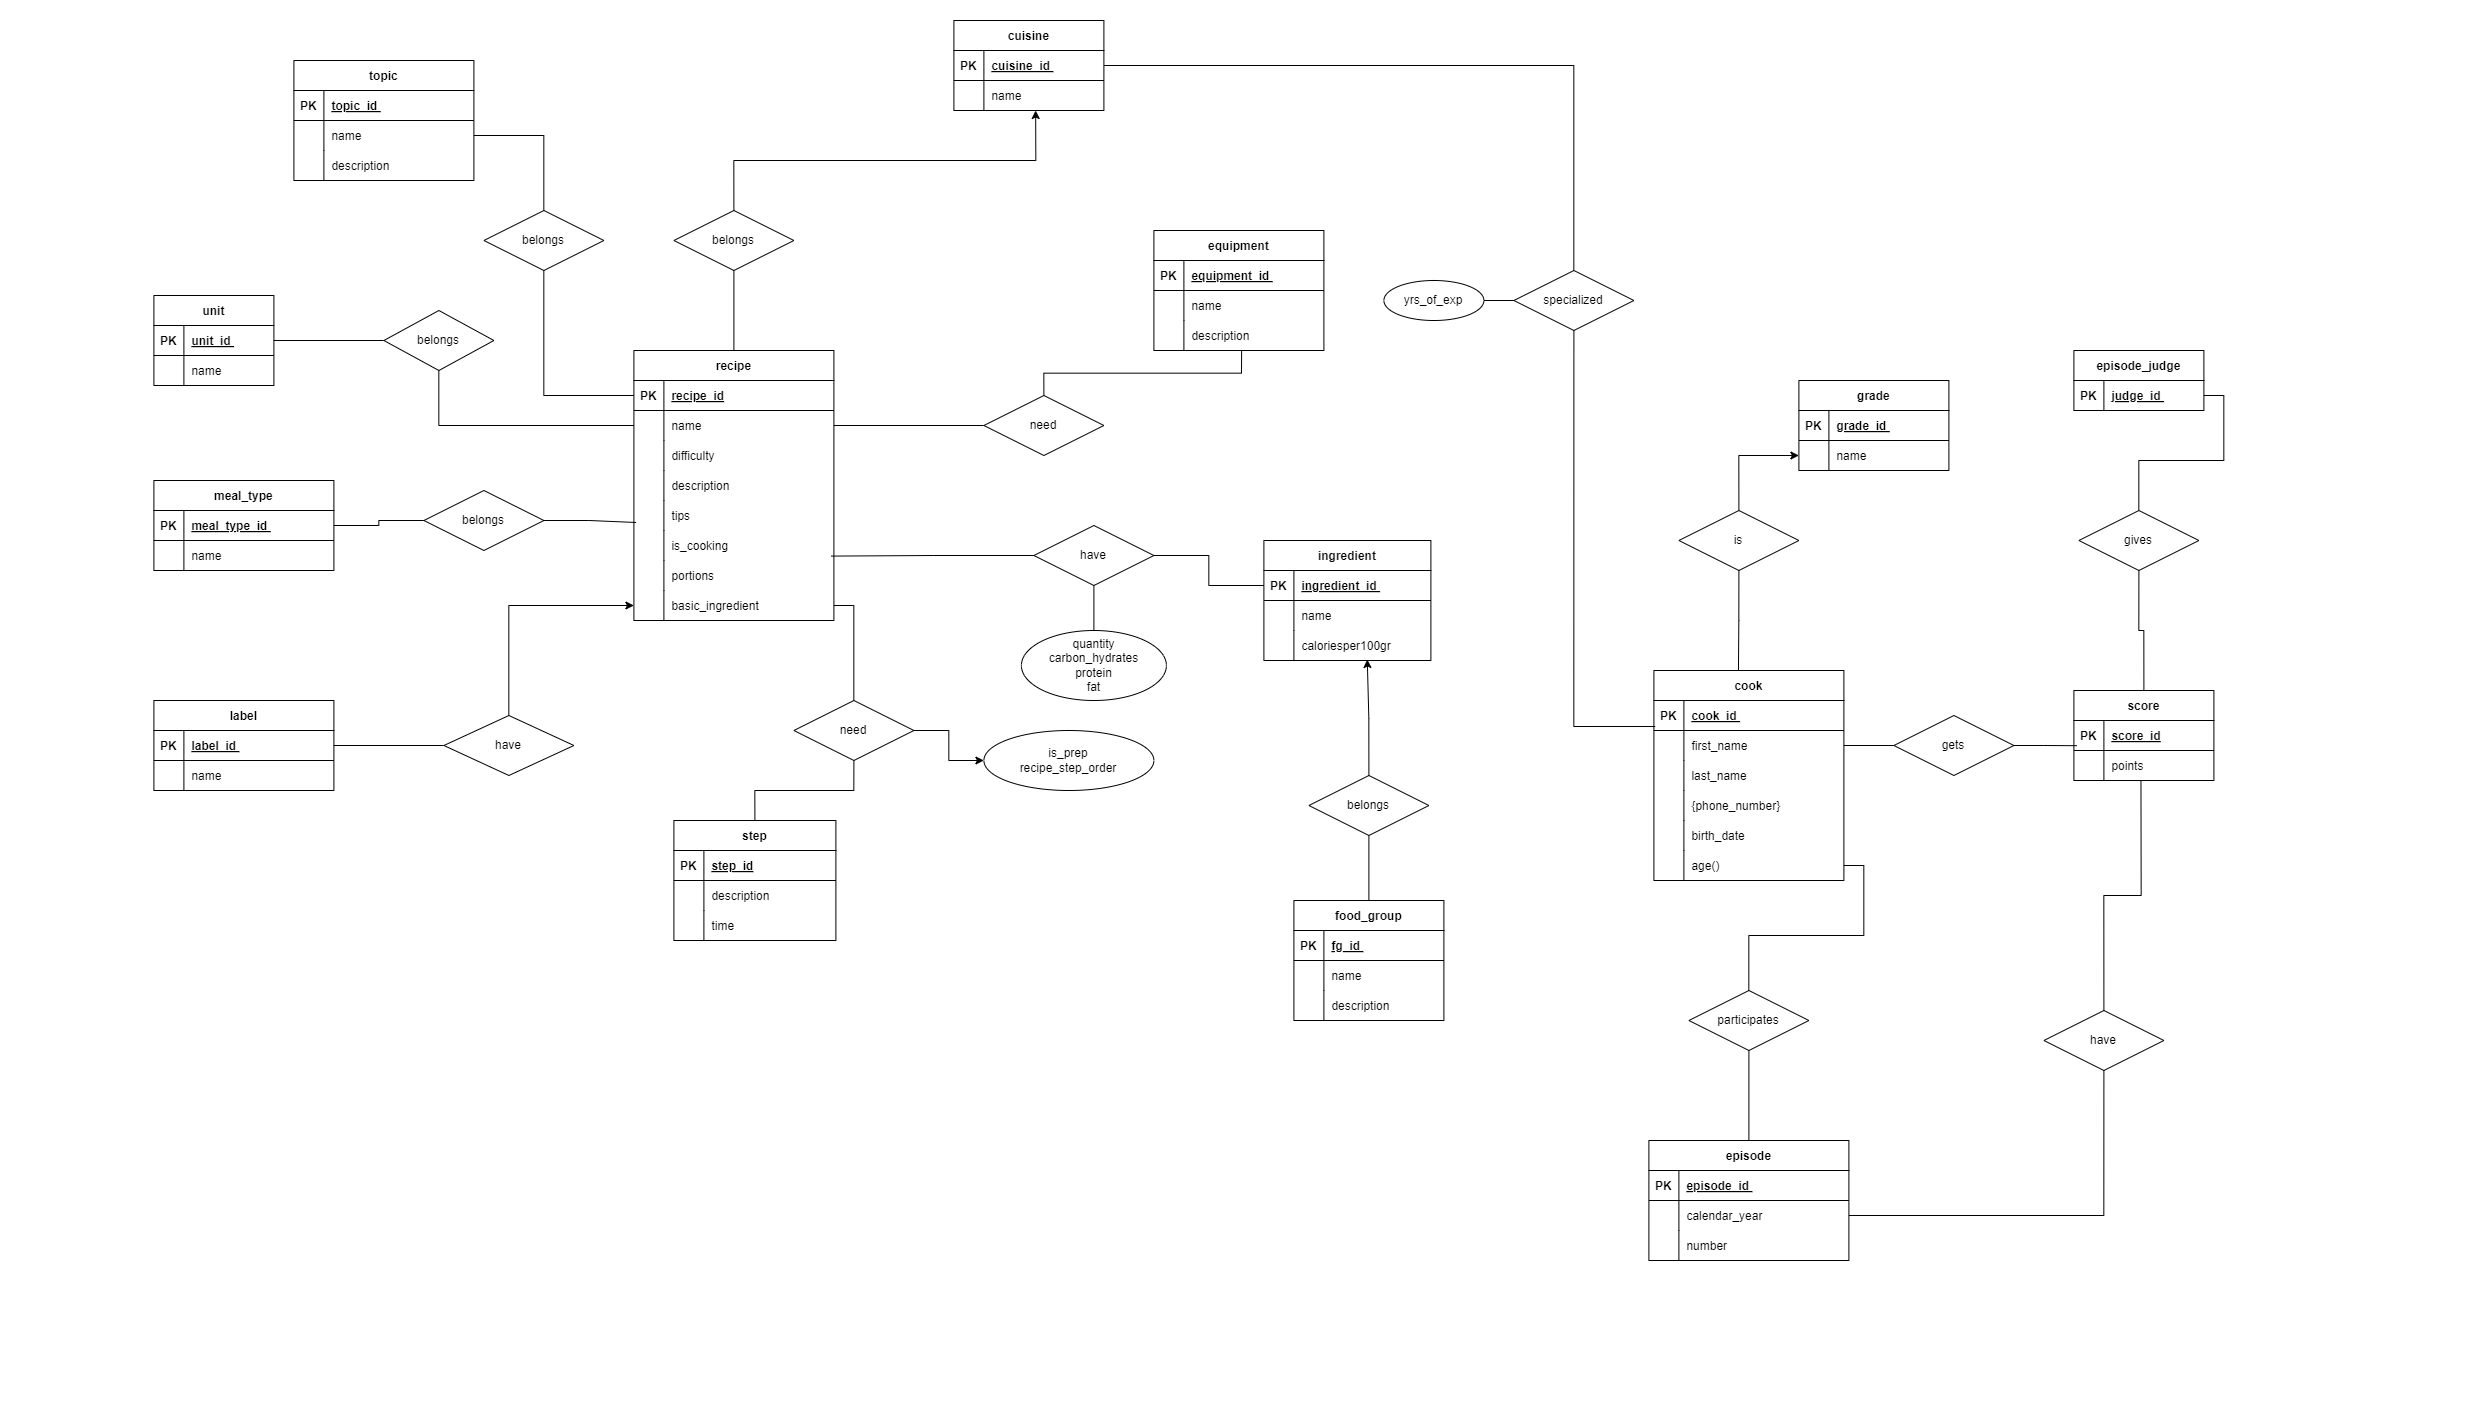 cuisine
PK cuisine_id
name
topic
PK topic_id
name
description
belongs
belongs
equipment
PK equipment_id
name
description
yrs_of_exp
specialized
unit
PK unit_id
name
belongs
recipe
PK recipe_id
name
difficulty
description
tips
is_cooking
portions
basic_ingredient
need
grade
PK grade_id
name
episode_judge
PK judge_id
meal_type
PK meal_type_id
name
belongs
have
quantity
carbon_hydrates
protein
fat
ingredient
PK ingredient_id
name
caloriesper100gr
is
gives
label
PK label_id
name
have
need
is_prep
recipe_step_order
cook
PK cook_id
first_name
last_name
{phone_number}
birth_date
age()
gets
score
PK score_id
points
step
PK step_id
description
time
belongs
food_group
PK fg_id
name
description
participates
have
episode
PK episode_id
calendar_year
number